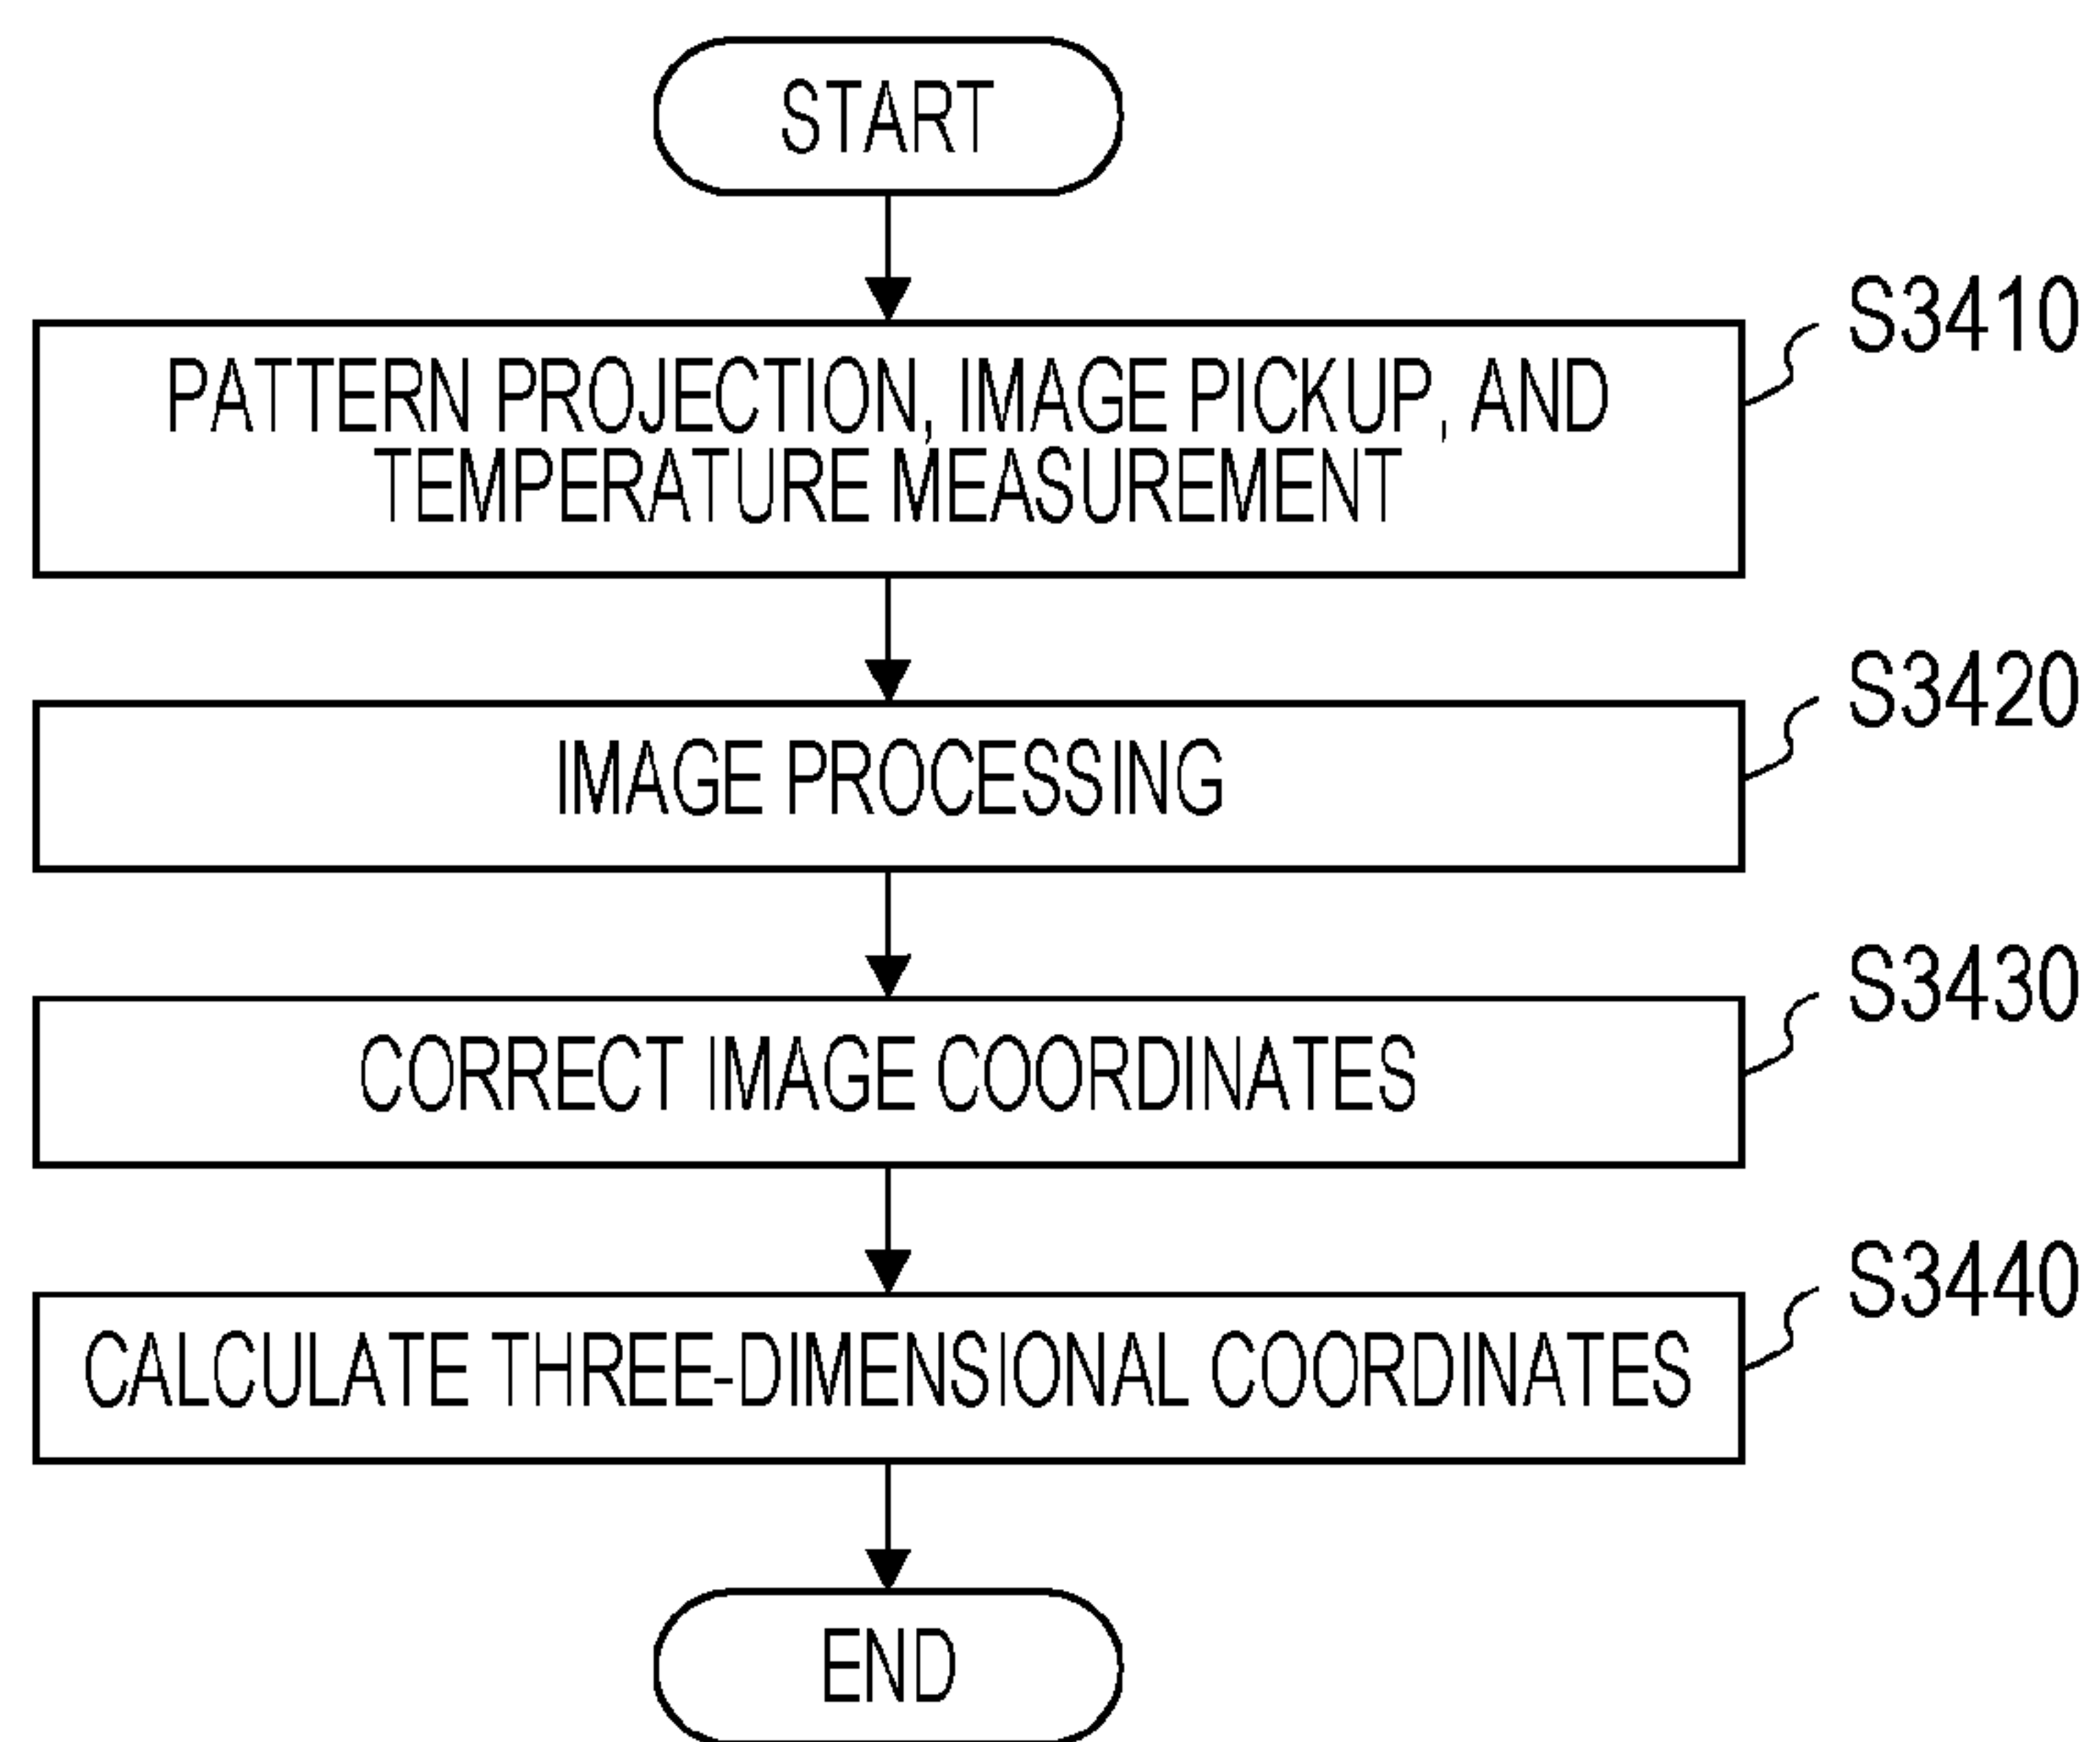 START
S3410
PATTERN PROJECTION, IMAGE PICKUP, AND
TEMPERATURE MEASUREMENT
S3420
IMAGE PROCESSING
S3430
CORRECT IMAGE COORDINATES
S3440
CALCULATE THREE-DIMENSIONAL COORDINATES
END